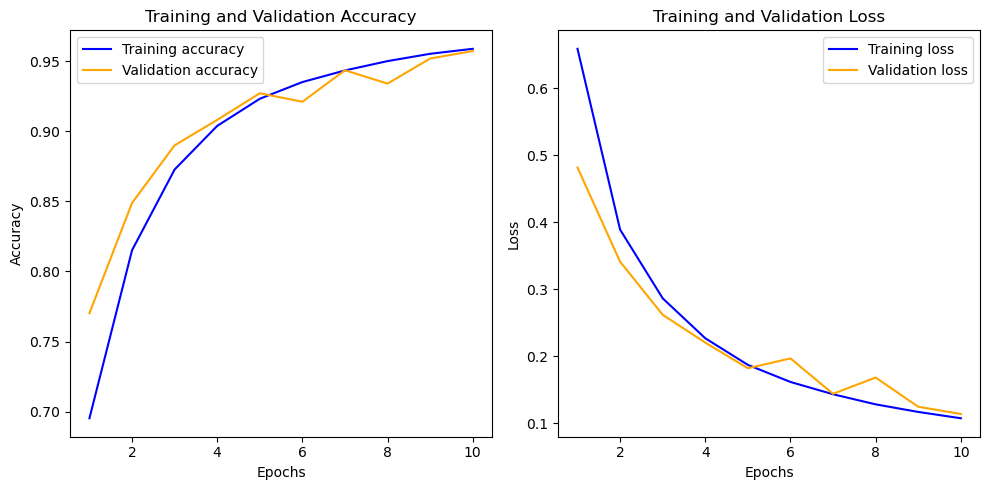 Training and Validation Accuracy
Training accuracy
Validation accuracy
0.95
0.90
0.85
0.80
0.75
0.70
Accuracy
2
4
6
8
10
Epochs
Training and Validation Loss
Training loss
Validation loss
0.6
0.5
0.4
0.3
0.2
0.1
Loss
2
4
6
8
10
Epochs